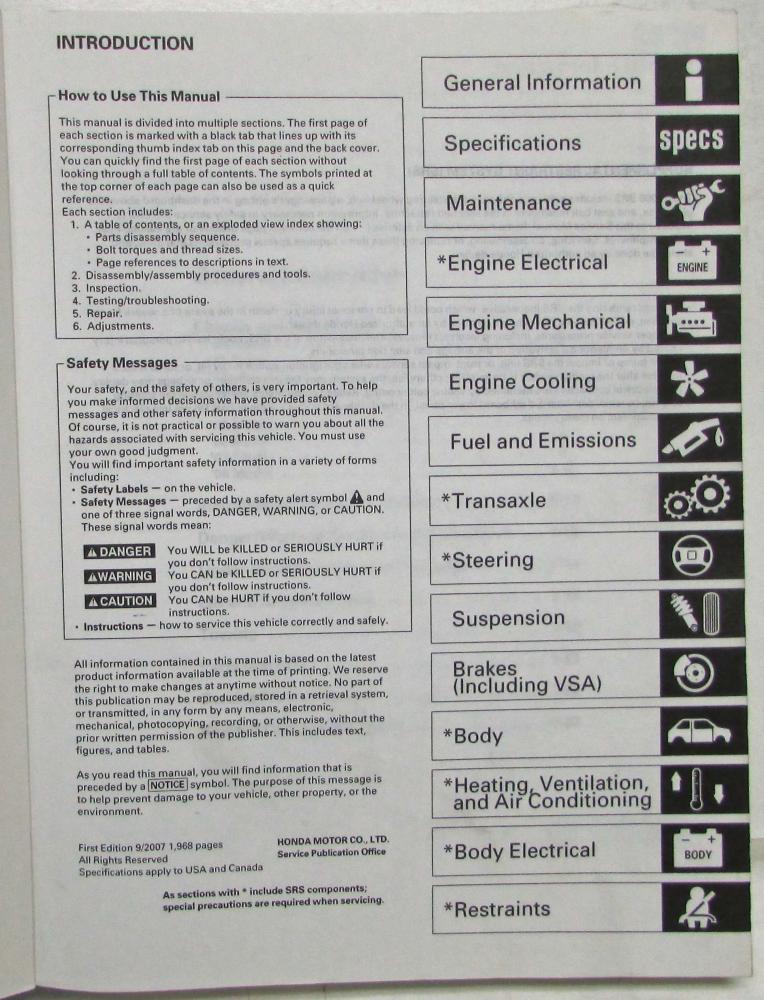 INTRODUCTION
How to Use This Manual
This manual is divided into multiple sections. The first page of
each section is marked with a black tab that lines up with its
corresponding thumb index tab on this page and the back cover.
You can quickly find the first page of each section without
looking through a full table of contents. The symbols printed at
the top corner of each page can also be used as a quick
reference.
Each section includes:
1. A table of contents, or an exploded view index showing:
• Parts disassembly sequence.
• Bolt torques and thread sizes.
• Page references to descriptions in text.
2. Disassembly/assembly procedures and tools.
3. Inspection.
4. Testing/troubleshooting.
5. Repair.
6. Adjustments.
Safety Messages
Your safety, and the safety of others, is very important. To help
you make informed decisions we have provided safety
messages and other safety information throughout this manual.
Of course, it is not practical or possible to warn you about all the
hazards associated with servicing this vehicle. You must use
your own good judgment.
You will find important safety information in a variety of forms
including:
• Safety Labels — on the vehicle.
• Safety Messages — preceded by a safety alert symbol ⚠ and
one of three signal words, DANGER, WARNING, or CAUTION.
These signal words mean:
⚠ DANGER You WILL be KILLED or SERIOUSLY HURT if
you don't follow instructions.
⚠ WARNING You CAN be KILLED or SERIOUSLY HURT if
you don't follow instructions.
⚠ CAUTION You CAN be HURT if you don't follow
instructions.
• Instructions — how to service this vehicle correctly and safely.
All information contained in this manual is based on the latest
product information available at the time of printing. We reserve
the right to make changes at anytime without notice. No part of
this publication may be reproduced, stored in a retrieval system,
or transmitted, in any form by any means, electronic,
mechanical, photocopying, recording, or otherwise, without the
prior written permission of the publisher. This includes text,
figures, and tables.
As you read this manual, you will find information that is
preceded by a NOTICE symbol. The purpose of this message is
to help prevent damage to your vehicle, other property, or the
environment.
First Edition 9/2007 1,968 pages
All Rights Reserved
Specifications apply to USA and Canada
HONDA MOTOR CO., LTD.
Service Publication Office
As sections with * include SRS components;
special precautions are required when servicing.
General Information
Specifications specs
Maintenance
*Engine Electrical − + ENGINE
Engine Mechanical
Engine Cooling
Fuel and Emissions
*Transaxle
*Steering
Suspension
Brakes
(Including VSA)
*Body
*Heating, Ventilation,
and Air Conditioning
*Body Electrical − + BODY
*Restraints